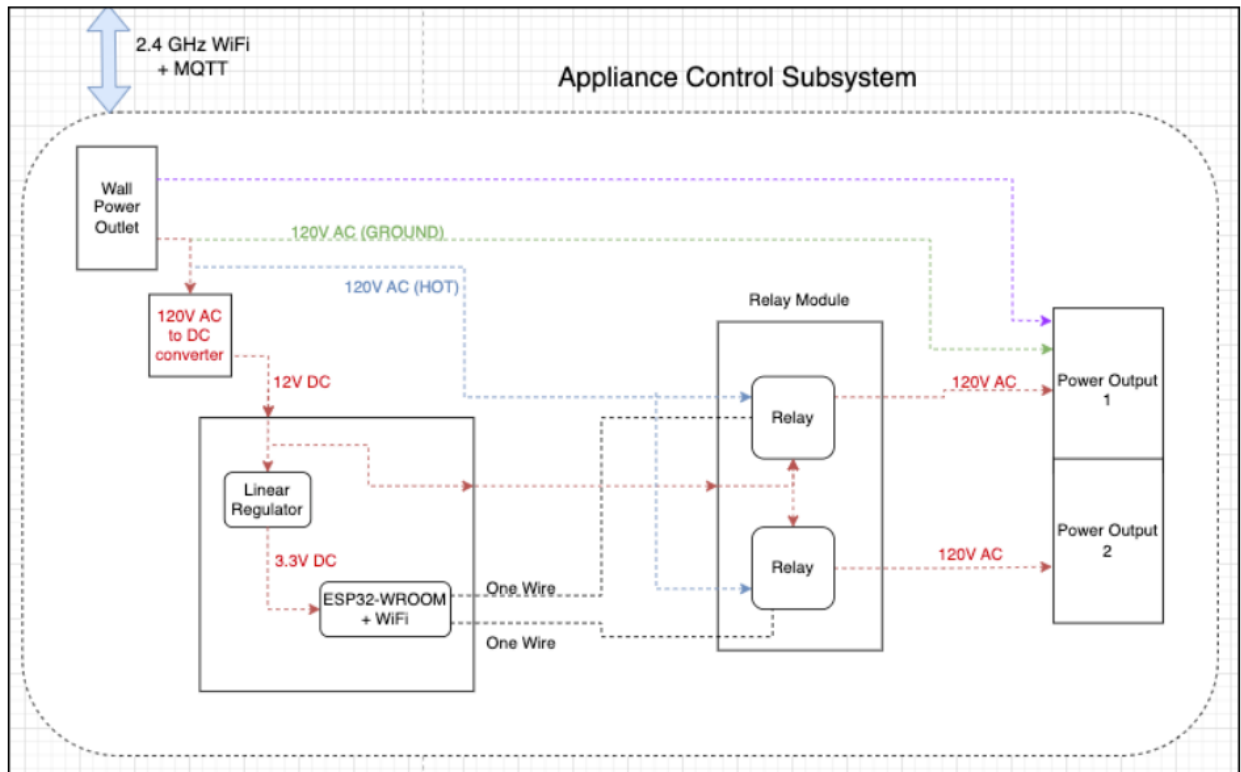 2.4 GHz WiFi
+ MQTT
Appliance Control Subsystem
Wall
Power
Outlet
120V AC (GROUND)
120V AC (HOT)
120V AC
to DC
converter
12V DC
Relay Module
Relay
120V AC
Power Output
1
Linear
Regulator
3.3V DC
ESP32-WROOM
+ WiFi
One Wire
One Wire
Relay
120V AC
Power Output
2